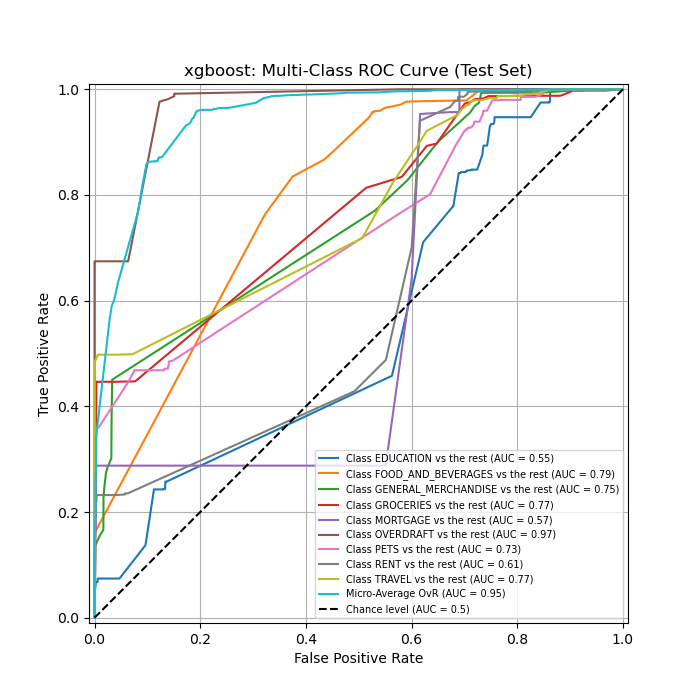 xgboost: Multi-Class ROC Curve (Test Set)
1.0
0.8
0.6
0.4
0.2
0.0
True Positive Rate
Class EDUCATION vs the rest (AUC = 0.55)
Class FOOD_AND_BEVERAGES vs the rest (AUC = 0.79)
Class GENERAL_MERCHANDISE vs the rest (AUC = 0.75)
Class GROCERIES vs the rest (AUC = 0.77)
Class MORTGAGE vs the rest (AUC = 0.57)
Class OVERDRAFT vs the rest (AUC = 0.97)
Class PETS vs the rest (AUC = 0.73)
Class RENT vs the rest (AUC = 0.61)
Class TRAVEL vs the rest (AUC = 0.77)
Micro-Average OvR (AUC = 0.95)
Chance level (AUC = 0.5)
0.0 0.2 0.4 0.6 0.8 1.0
False Positive Rate